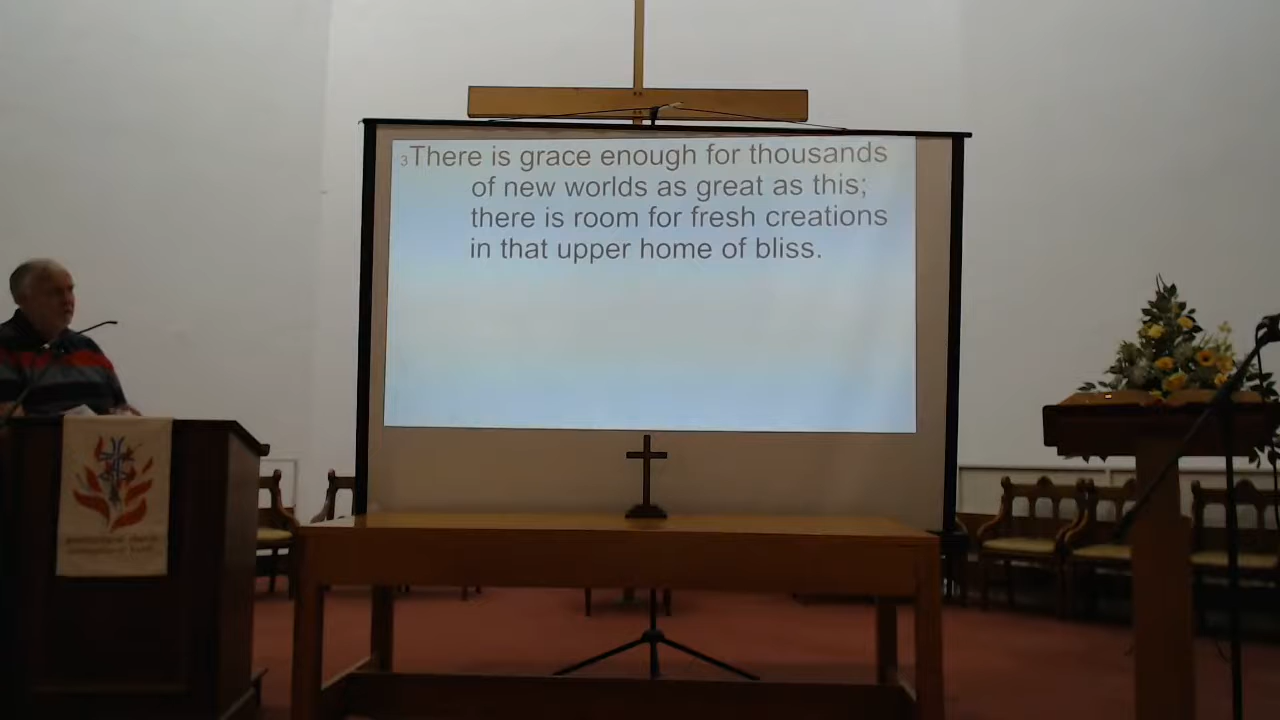 3There is grace enough for thousands
of new worlds as great as this;
there is room for fresh creations
in that upper home of bliss.